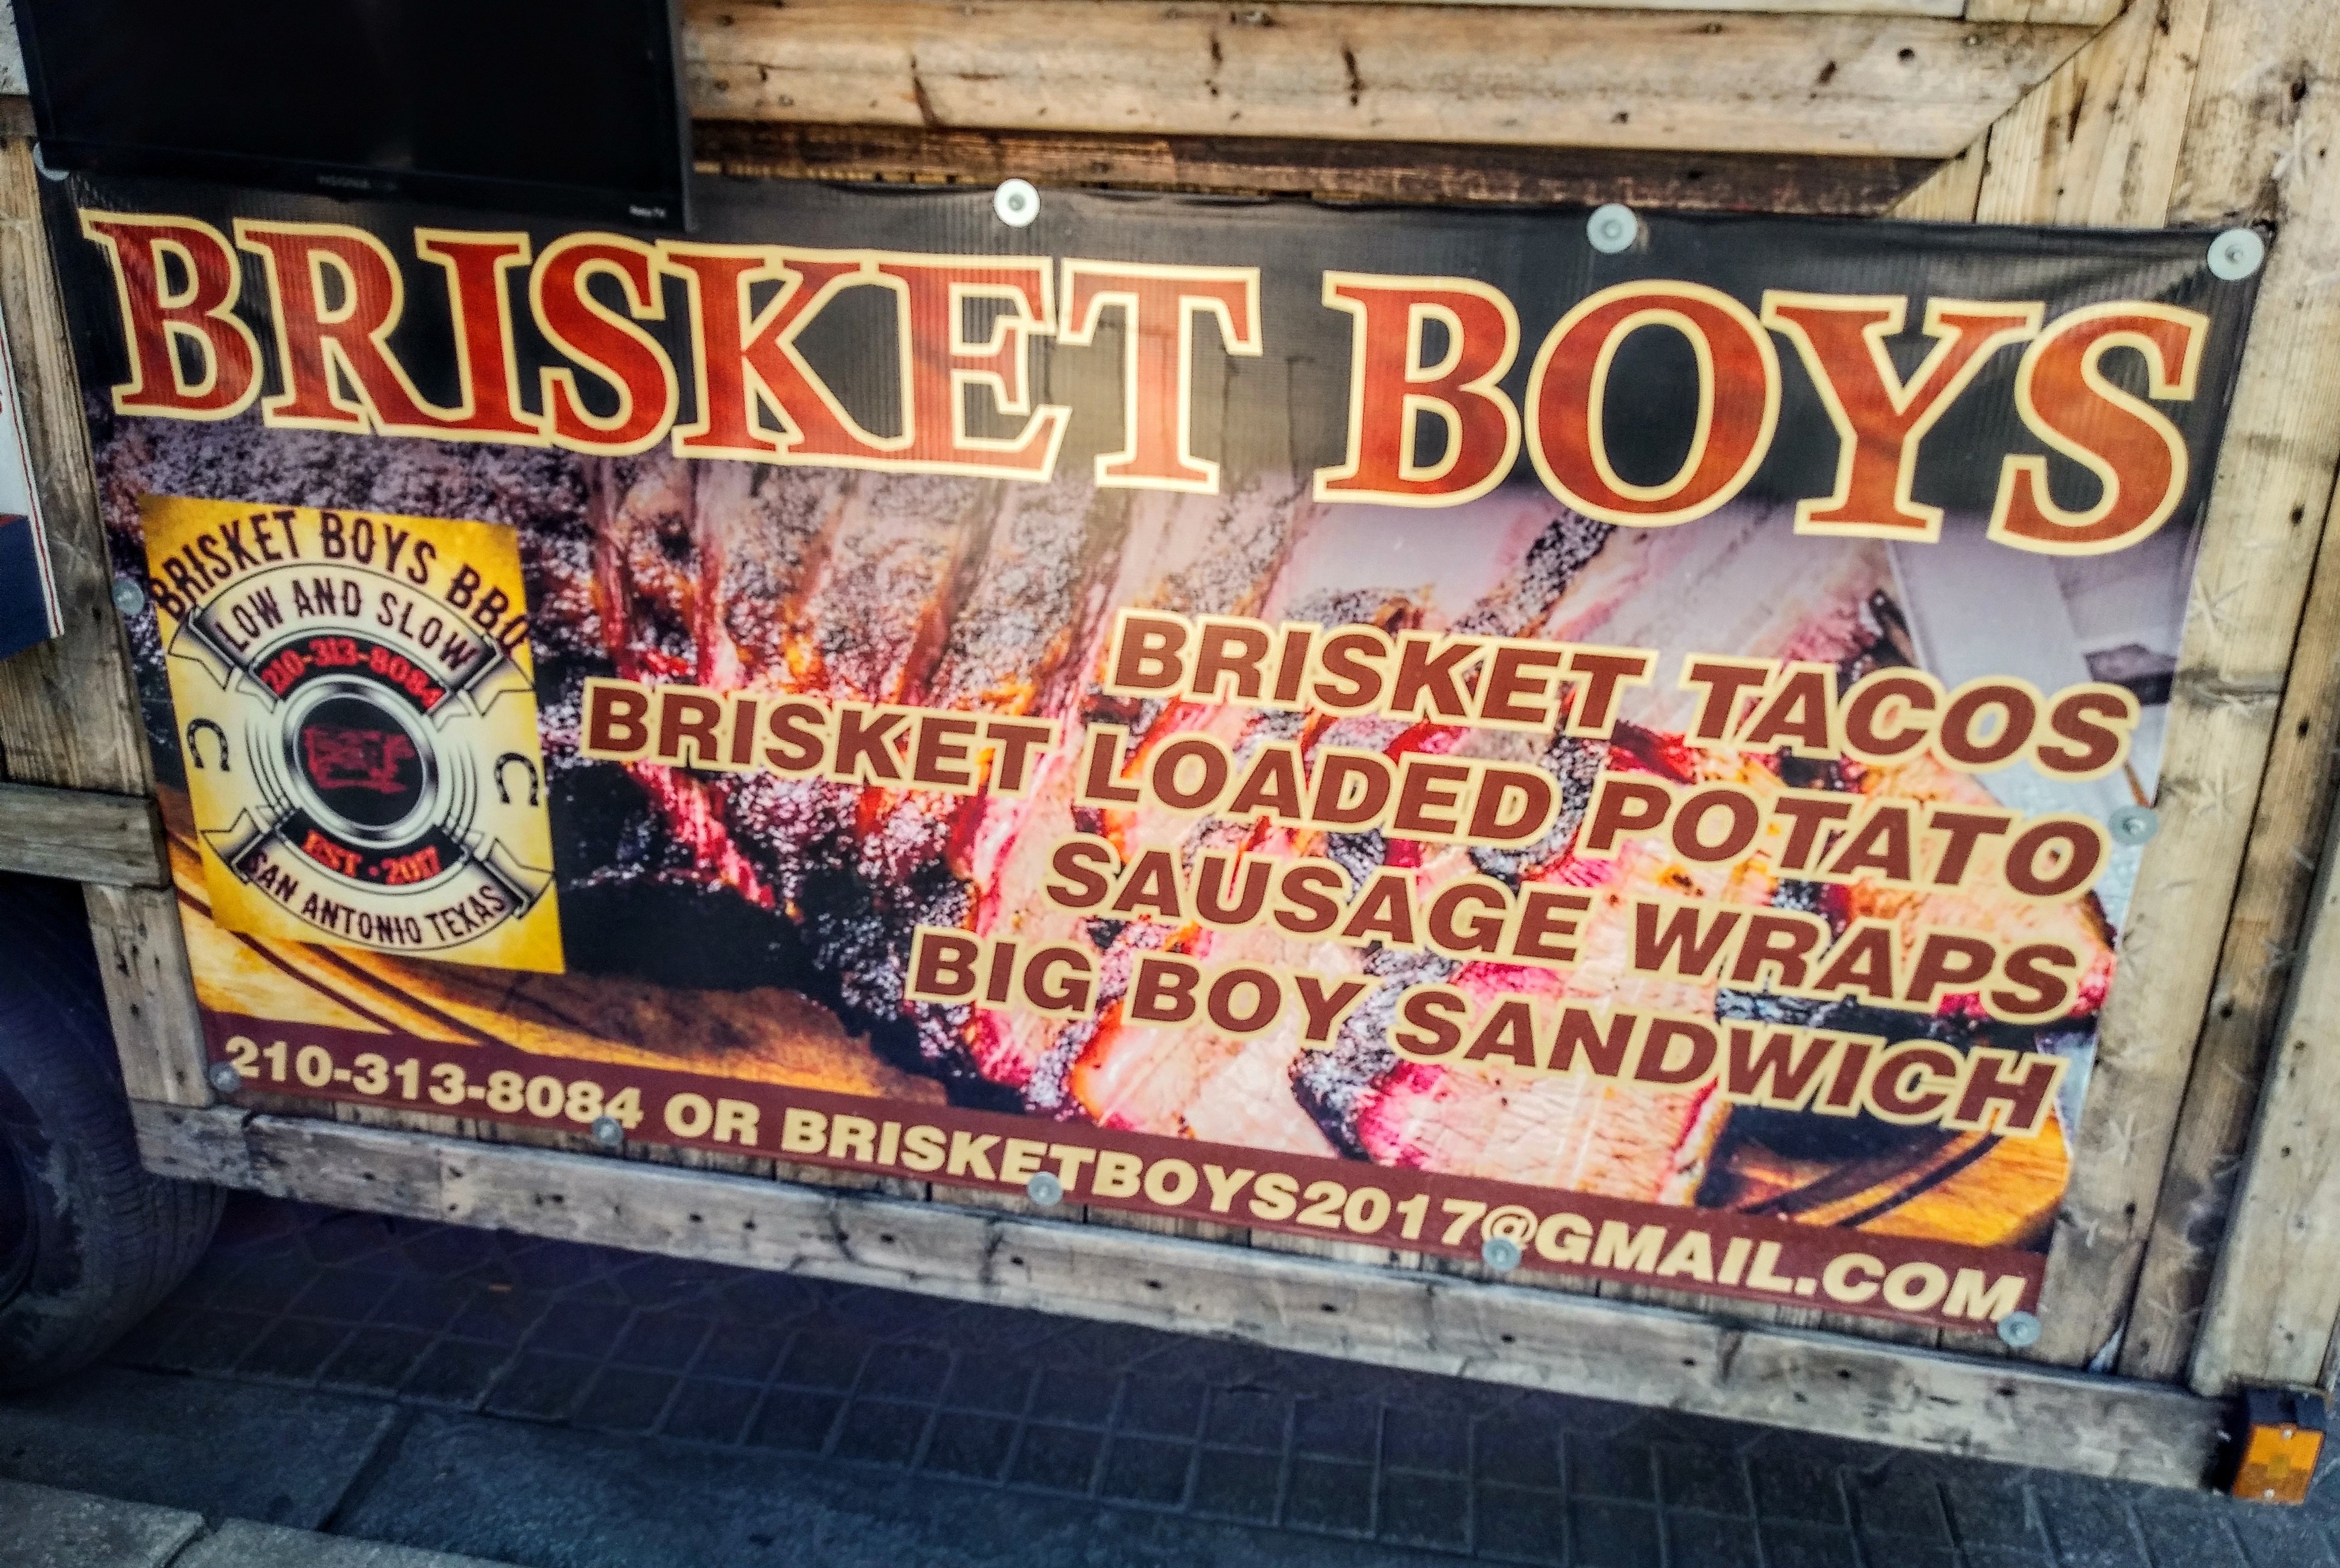 BRISKET BOYS
BRISKET BOYS BBQ
LOW AND SLOW
210-313-8084
EST • 2017
SAN ANTONIO TEXAS
BRISKET TACOS
BRISKET LOADED POTATO
SAUSAGE WRAPS
BIG BOY SANDWICH
210-313-8084 OR BRISKETBOYS2017@GMAIL.COM